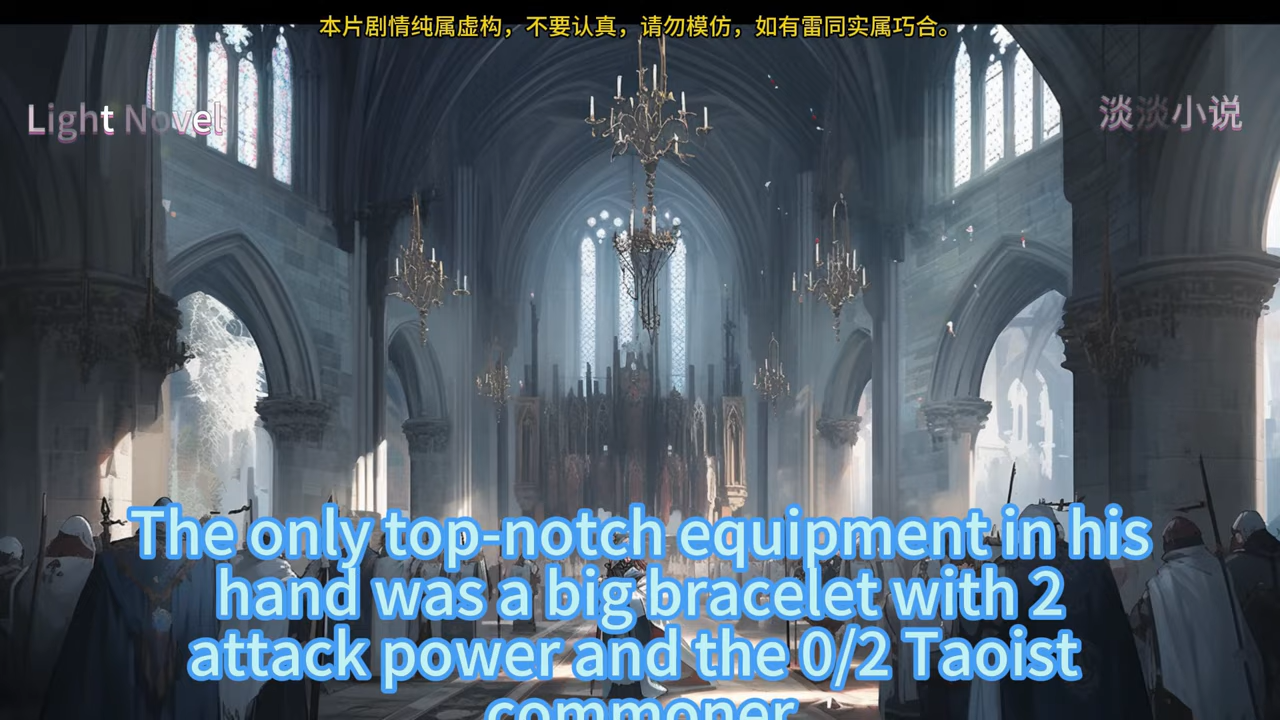 本片剧情纯属虚构，不要认真，请勿模仿，如有雷同实属巧合。
Light Novel
淡淡小说
The only top-notch equipment in his
hand was a big bracelet with 2
attack power and the 0/2 Taoist
commoner